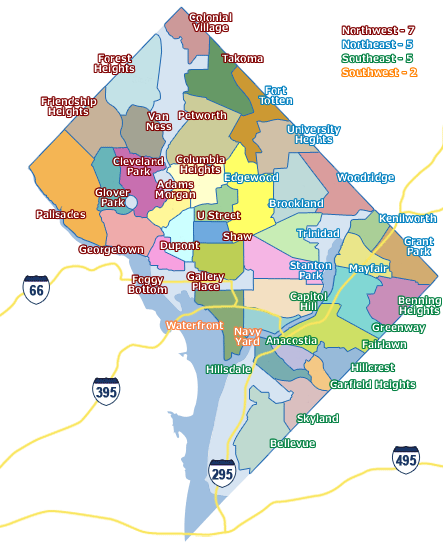 Colonial
Village
Northwest - 7
Northeast - 5
Southeast - 5
Southwest - 2
Forest
Heights
Takoma
Fort
Totten
Friendship
Heights
Van
Ness
Petworth
University
Heghts
Cleveland
Park
Columbia
Heights
Edgewood
Woodridge
Glover
Park
Adams
Morgan
Brookland
Palisades
U Street
Kenilworth
Georgetown
Dupont
Shaw
Trinidad
Grant
Park
Foggy
Bottom
Gallery
Place
Stanton
Park
Mayfair
66
Capitol
Hill
Benning
Heights
Waterfront
Navy
Yard
Anacostia
Greenway
Fairlawn
Hillsdale
Hillcrest
Garfield Heights
395
Skyland
Bellevue
295
495